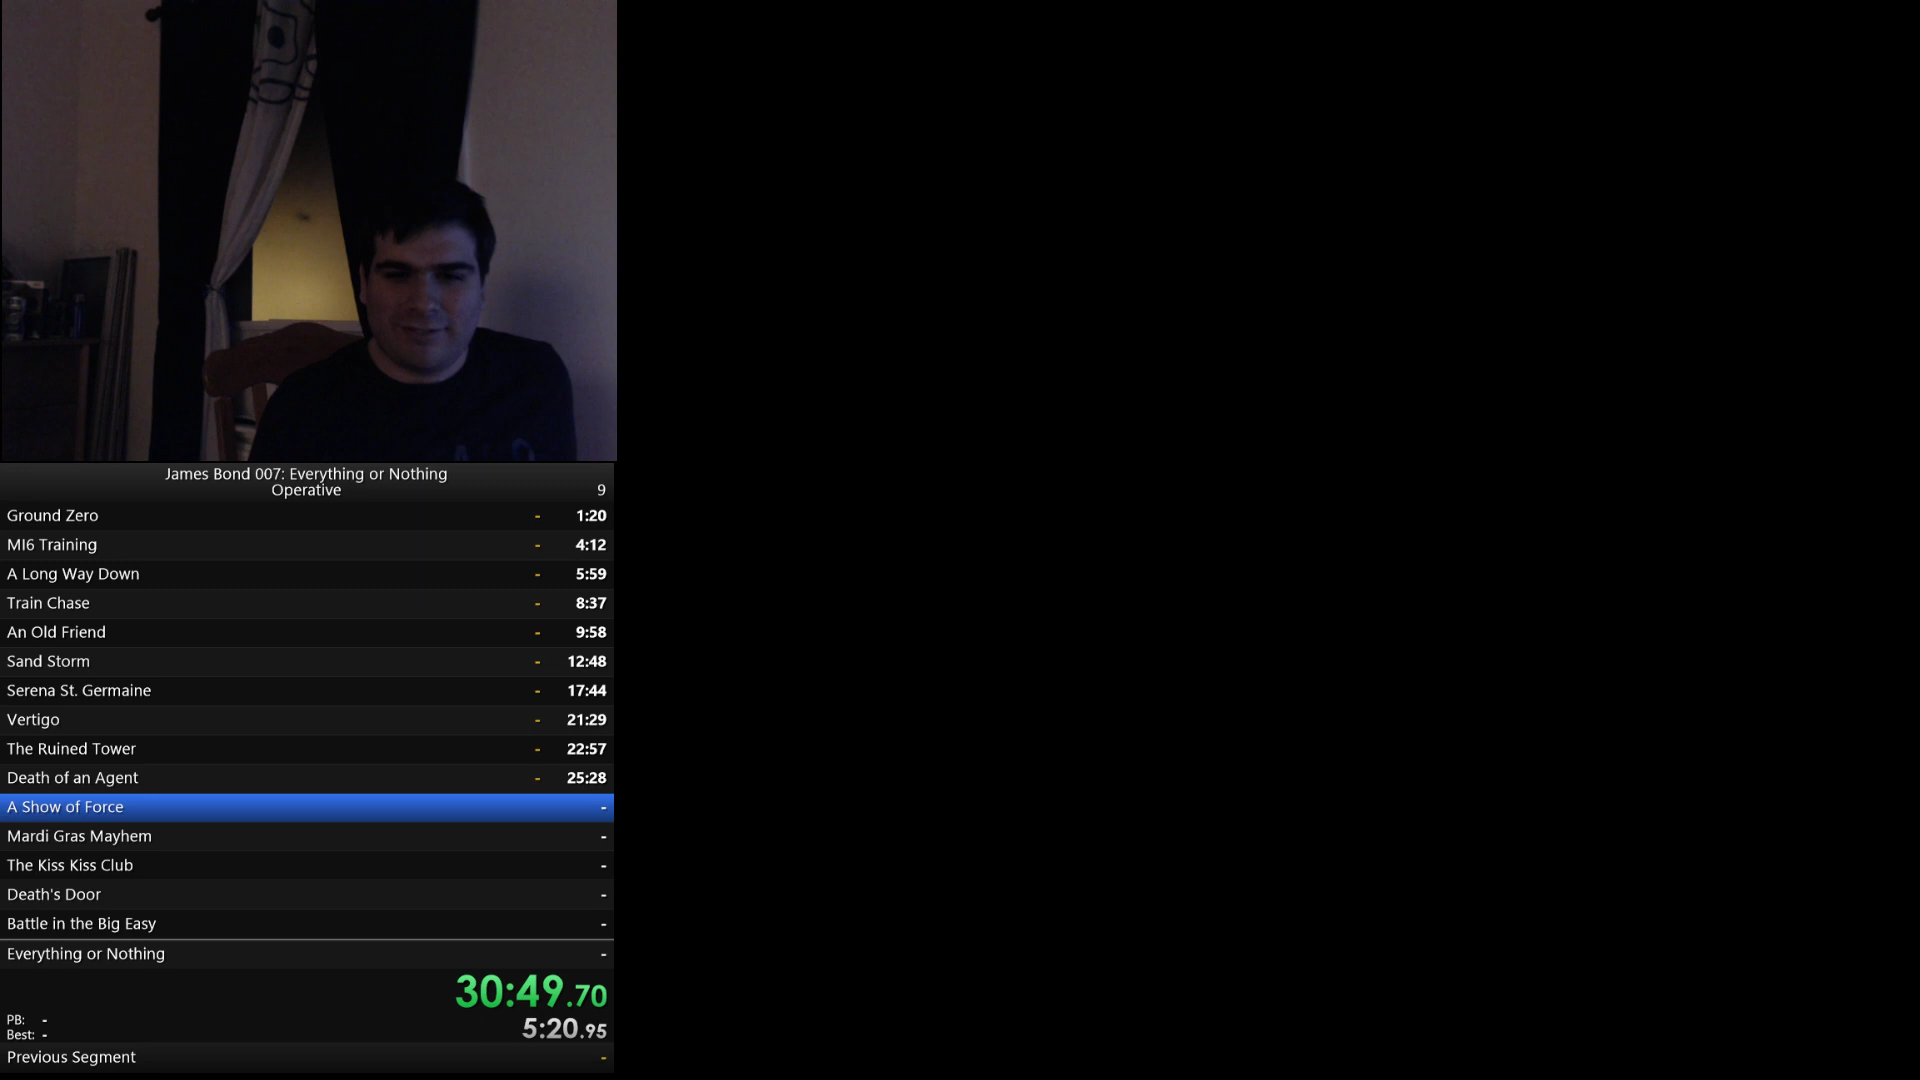 James Bond 007: Everything or Nothing
Operative 9
Ground Zero - 1:20
MI6 Training - 4:12
A Long Way Down - 5:59
Train Chase - 8:37
An Old Friend - 9:58
Sand Storm - 12:48
Serena St. Germaine - 17:44
Vertigo - 21:29
The Ruined Tower - 22:57
Death of an Agent - 25:28
A Show of Force -
Mardi Gras Mayhem -
The Kiss Kiss Club -
Death's Door -
Battle in the Big Easy -
Everything or Nothing -
30:49.70
PB: -
5:20.95
Best: -
Previous Segment -